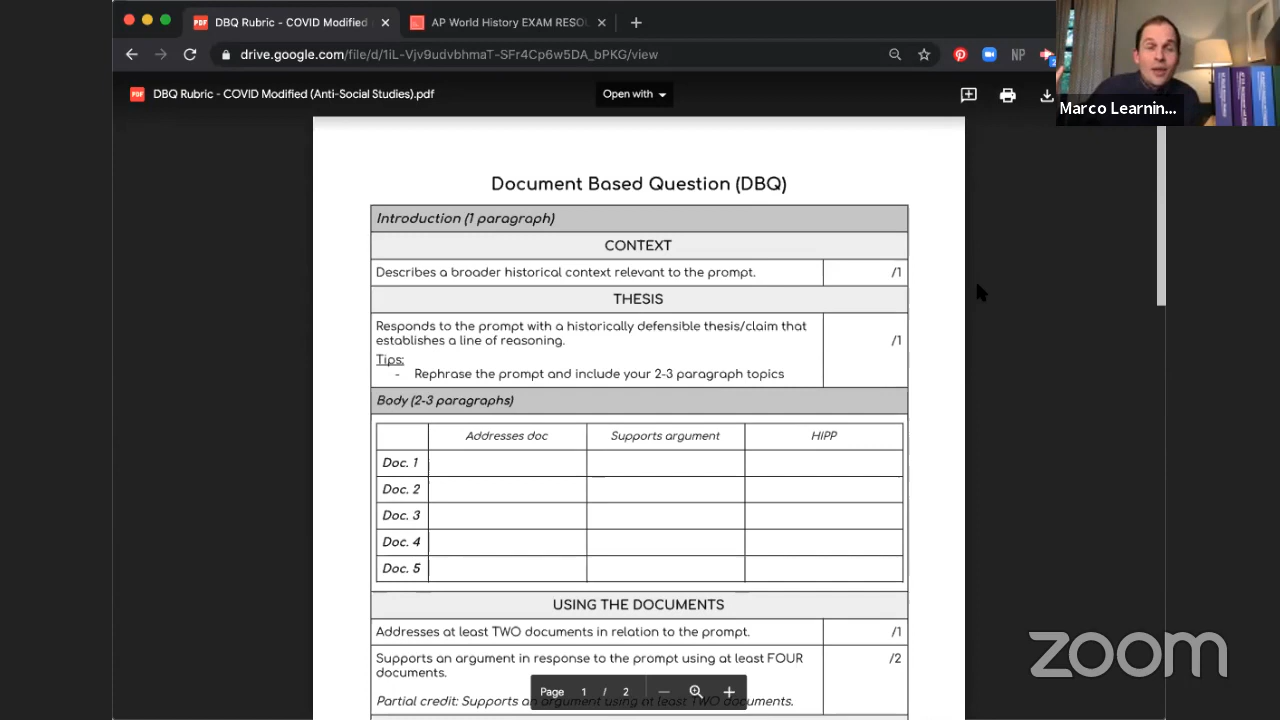 DBQ Rubric - COVID Modified
AP World History EXAM RESOU
drive.google.com/file/d/1iL-Vjv9udvbIhmaT-SFr4Cp6w5DA_bPKG/view
NP
DBQ Rubric - COVID Modified (Anti-Social Studies).pdf
Open with
Marco Learnin...
Document Based Question (DBQ)
Introduction (1 paragraph)
CONTEXT
Describes a broader historical context relevant to the prompt.
/1
THESIS
Responds to the prompt with a historically defensible thesis/claim that
establishes a line of reasoning.
/1
Tips:
- Rephrase the prompt and include your 2-3 paragraph topics
Body (2-3 paragraphs)
Addresses doc Supports argument HIPP
Doc. 1
Doc. 2
Doc. 3
Doc. 4
Doc. 5
USING THE DOCUMENTS
Addresses at least TWO documents in relation to the prompt.
/1
Supports an argument in response to the prompt using at least FOUR
documents.
/2
Partial credit: Supports an argument using at least TWO documents.
Page 1 / 2
zoom